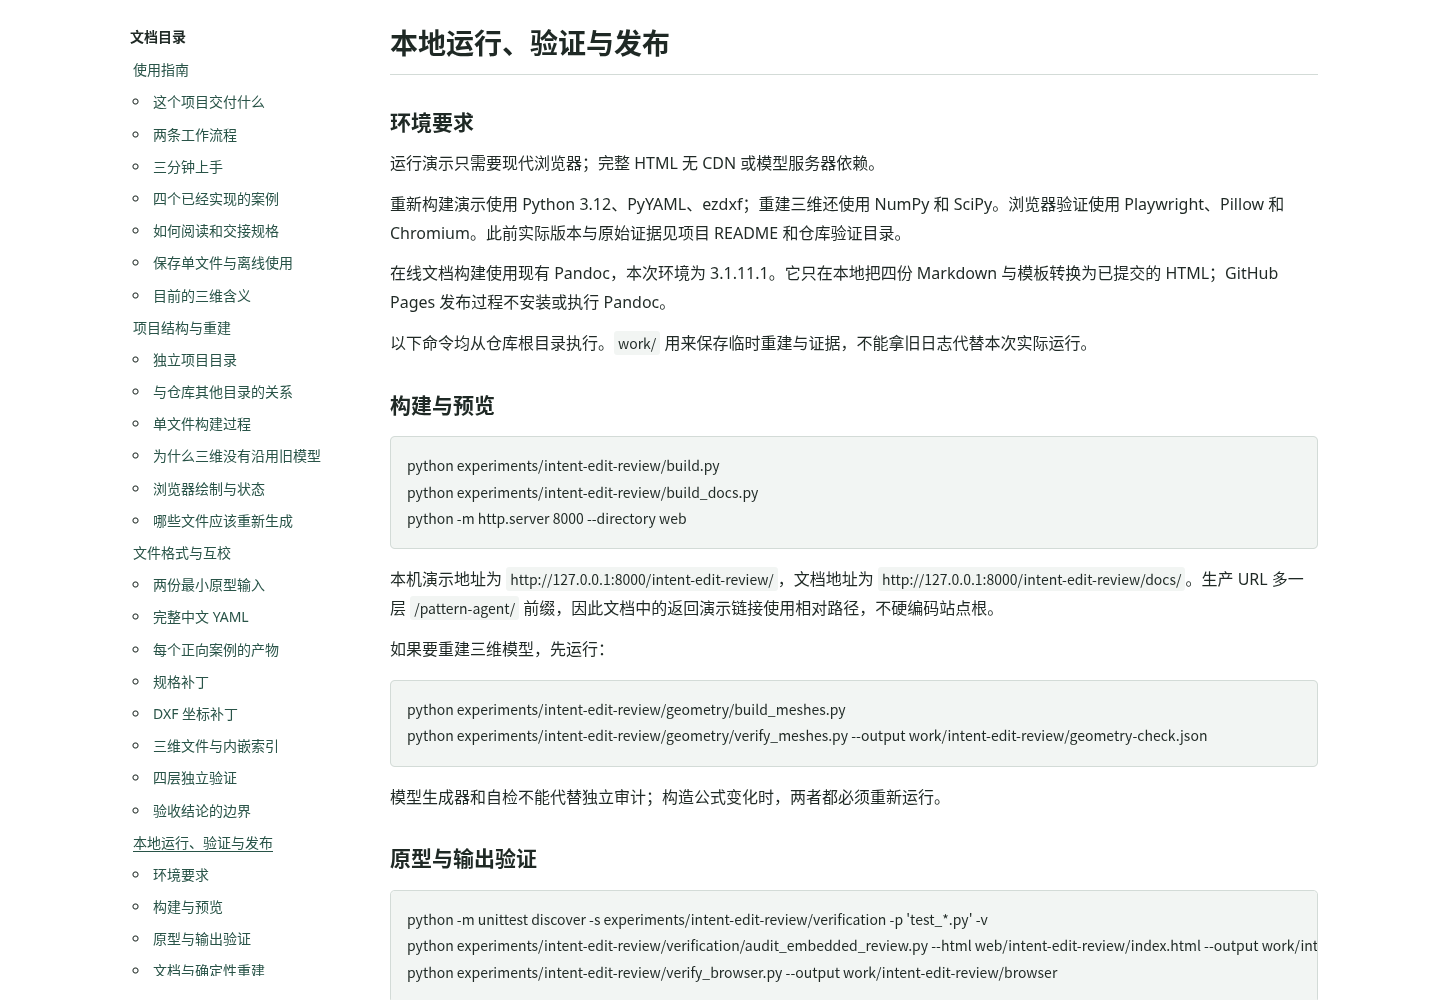 文档目录
使用指南
这个项目交付什么
两条工作流程
三分钟上手
四个已经实现的案例
如何阅读和交接规格
保存单文件与离线使用
目前的三维含义
项目结构与重建
独立项目目录
与仓库其他目录的关系
单文件构建过程
为什么三维没有沿用旧模型
浏览器绘制与状态
哪些文件应该重新生成
文件格式与互校
两份最小原型输入
完整中文 YAML
每个正向案例的产物
规格补丁
DXF 坐标补丁
三维文件与内嵌索引
四层独立验证
验收结论的边界
本地运行、验证与发布
环境要求
构建与预览
原型与输出验证
文档与确定性重建
本地运行、验证与发布
环境要求
运行演示只需要现代浏览器；完整 HTML 无 CDN 或模型服务器依赖。
重新构建演示使用 Python 3.12、PyYAML、ezdxf；重建三维还使用 NumPy 和 SciPy。浏览器验证使用 Playwright、Pillow 和
Chromium。此前实际版本与原始证据见项目 README 和仓库验证目录。
在线文档构建使用现有 Pandoc，本次环境为 3.1.11.1。它只在本地把四份 Markdown 与模板转换为已提交的 HTML；GitHub
Pages 发布过程不安装或执行 Pandoc。
以下命令均从仓库根目录执行。work/ 用来保存临时重建与证据，不能拿旧日志代替本次实际运行。
构建与预览
python experiments/intent-edit-review/build.py
python experiments/intent-edit-review/build_docs.py
python -m http.server 8000 --directory web
本机演示地址为 http://127.0.0.1:8000/intent-edit-review/，文档地址为 http://127.0.0.1:8000/intent-edit-review/docs/。生产 URL 多一
层 /pattern-agent/ 前缀，因此文档中的返回演示链接使用相对路径，不硬编码站点根。
如果要重建三维模型，先运行：
python experiments/intent-edit-review/geometry/build_meshes.py
python experiments/intent-edit-review/geometry/verify_meshes.py --output work/intent-edit-review/geometry-check.json
模型生成器和自检不能代替独立审计；构造公式变化时，两者都必须重新运行。
原型与输出验证
python -m unittest discover -s experiments/intent-edit-review/verification -p 'test_*.py' -v
python experiments/intent-edit-review/verification/audit_embedded_review.py --html web/intent-edit-review/index.html --output work/int
python experiments/intent-edit-review/verify_browser.py --output work/intent-edit-review/browser